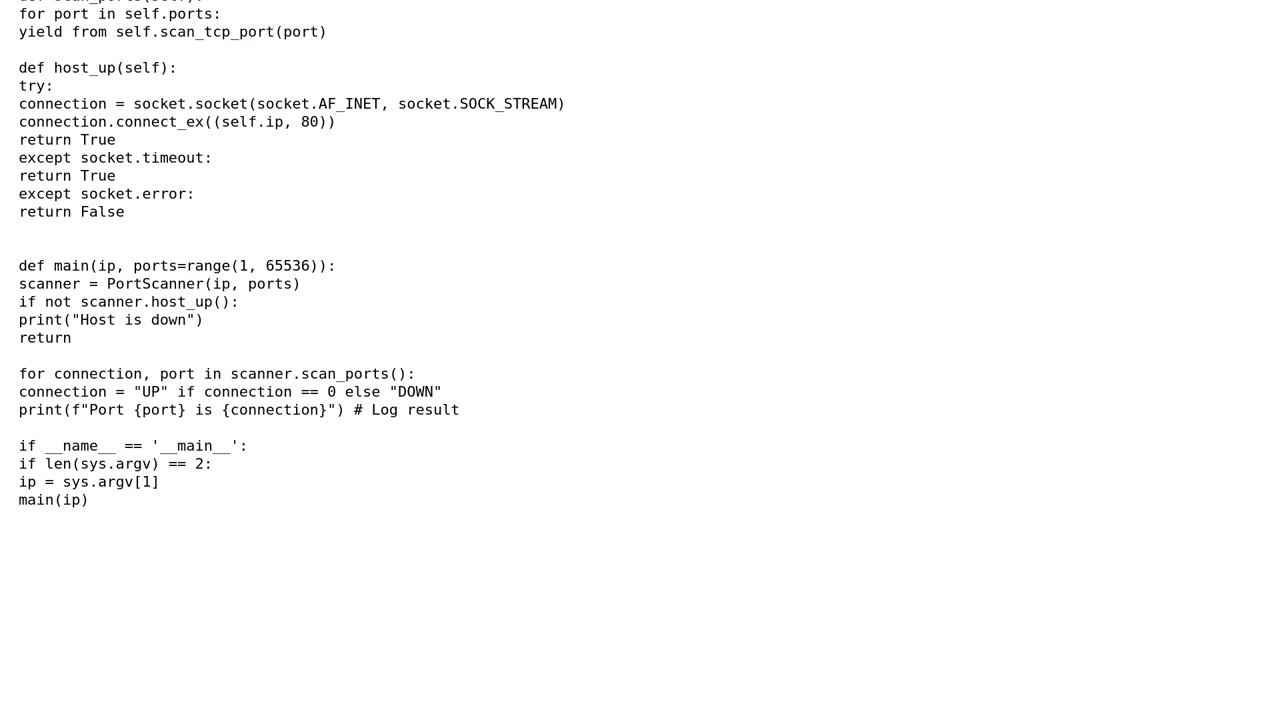 def scan_ports(self):
for port in self.ports:
yield from self.scan_tcp_port(port)

def host_up(self):
try:
connection = socket.socket(socket.AF_INET, socket.SOCK_STREAM)
connection.connect_ex((self.ip, 80))
return True
except socket.timeout:
return True
except socket.error:
return False


def main(ip, ports=range(1, 65536)):
scanner = PortScanner(ip, ports)
if not scanner.host_up():
print("Host is down")
return

for connection, port in scanner.scan_ports():
connection = "UP" if connection == 0 else "DOWN"
print(f"Port {port} is {connection}") # Log result

if __name__ == '__main__':
if len(sys.argv) == 2:
ip = sys.argv[1]
main(ip)